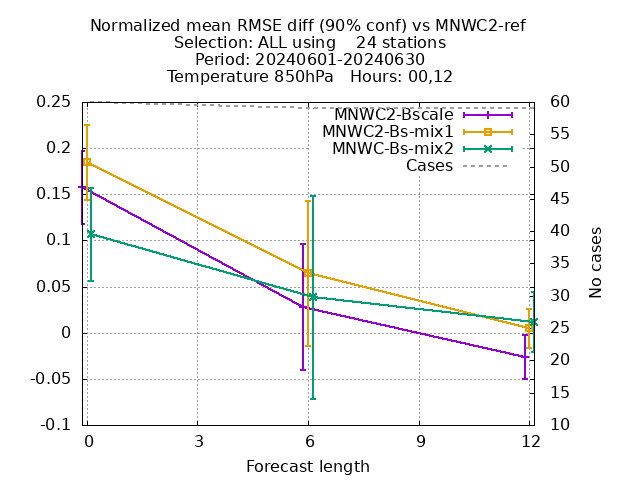 Normalized mean RMSE diff (90% conf) vs MNWC2-ref
Selection: ALL using    24 stations
Period: 20240601-20240630
Temperature 850hPa   Hours: 00,12
0.25
0.2
0.15
0.1
0.05
0
-0.05
-0.1
60
55
50
45
40
35
30
25
20
15
10
MNWC2-Bscale
MNWC2-Bs-mix1
MNWC-Bs-mix2
Cases
No cases
0 3 6 9 12
Forecast length